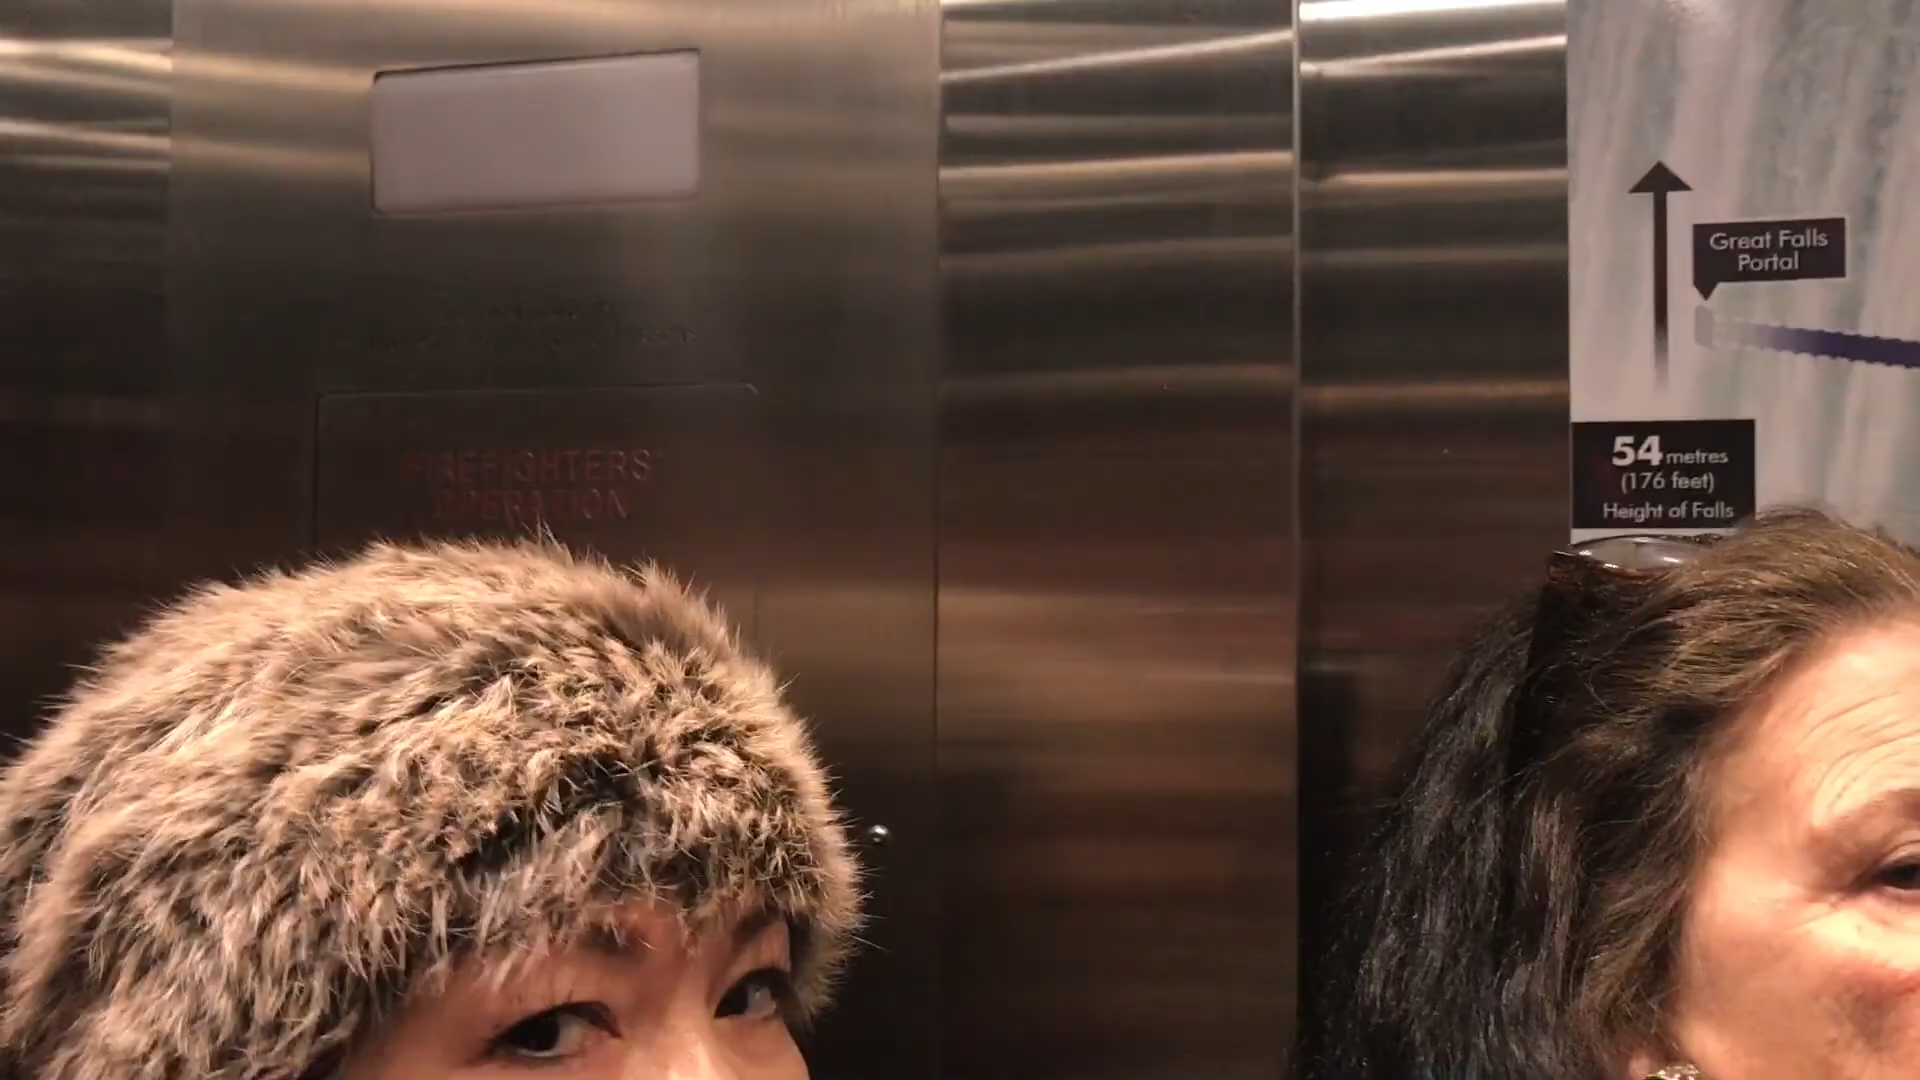 FIREFIGHTERS'
OPERATION
Great Falls
Portal
54 metres
(176 feet)
Height of Falls